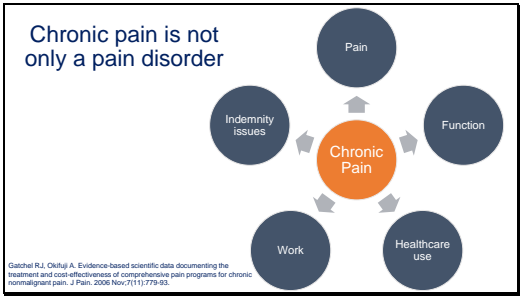 Chronic pain is not
only a pain disorder
Pain
Indemnity
issues
Function
Chronic
Pain
Work
Healthcare
use
Gatchel RJ, Okifuji A. Evidence-based scientific data documenting the
treatment and cost-effectiveness of comprehensive pain programs for chronic
nonmalignant pain. J Pain. 2006 Nov;7(11):779-93.